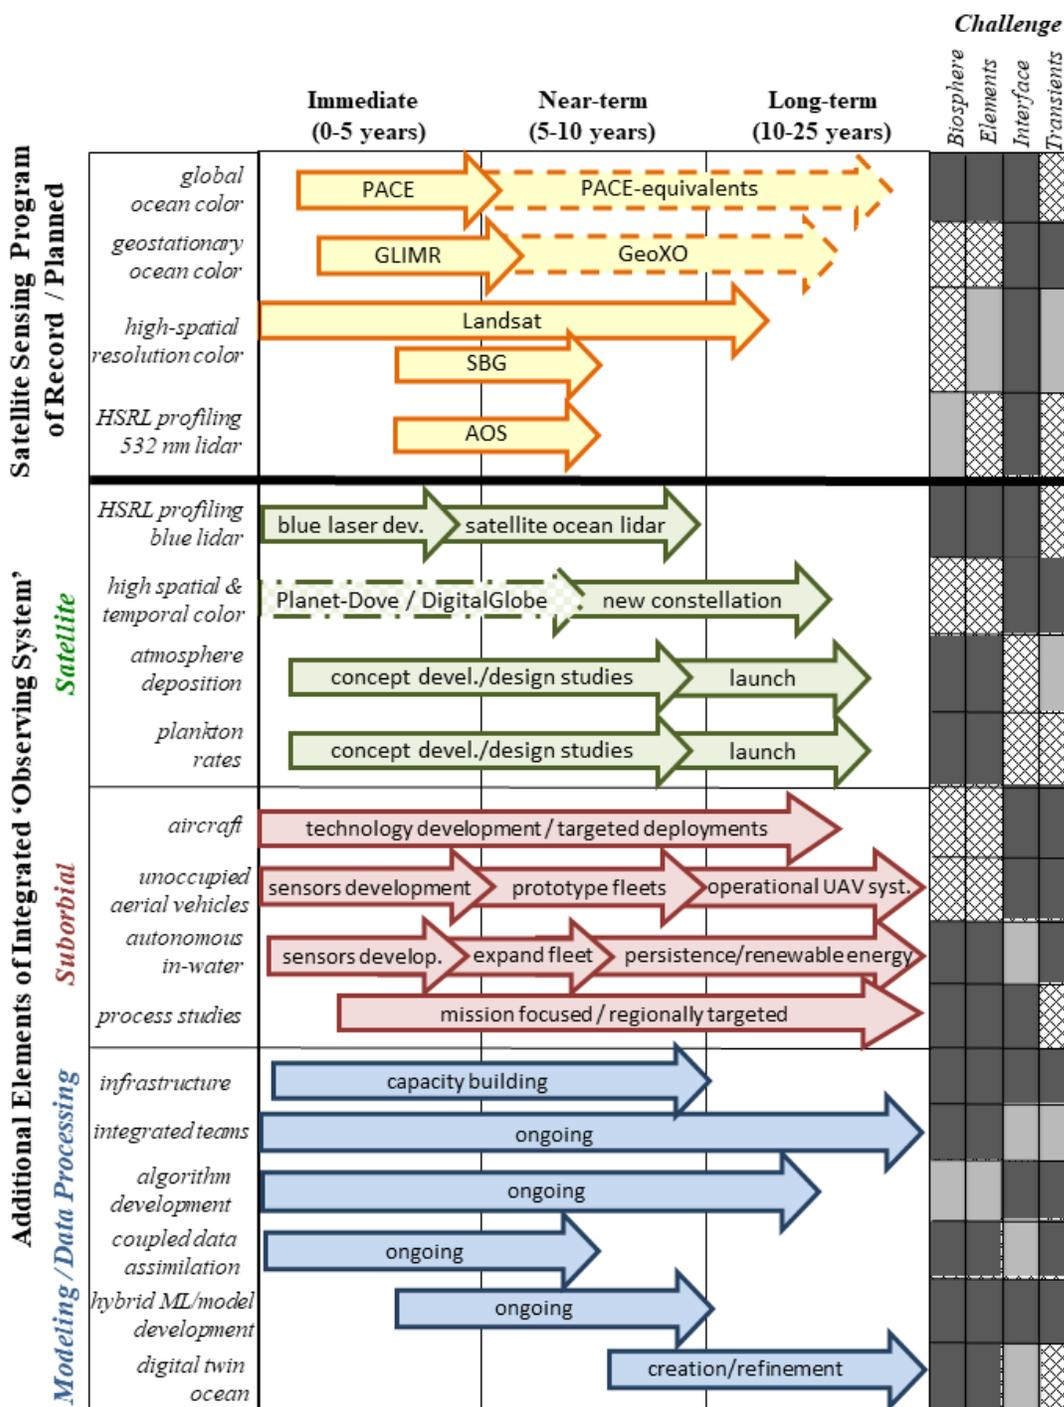 Challenge
Biosphere
Elements
Interface
Transients
Immediate
(0-5 years)
Near-term
(5-10 years)
Long-term
(10-25 years)
Satellite Sensing Program
of Record / Planned
global
ocean color
PACE
PACE-equivalents
geostationary
ocean color
GLIMR
GeoXO
high-spatial
resolution color
Landsat
SBG
HSRL profiling
532 nm lidar
AOS
Additional Elements of Integrated ‘Observing System’
Satellite
HSRL profiling
blue lidar
blue laser dev.
satellite ocean lidar
high spatial &
temporal color
Planet-Dove / DigitalGlobe
new constellation
atmosphere
deposition
concept devel./design studies
launch
plankton
rates
concept devel./design studies
launch
Suborbial
aircraft
technology development / targeted deployments
unoccupied
aerial vehicles
sensors development
prototype fleets
operational UAV syst.
autonomous
in-water
sensors develop.
expand fleet
persistence/renewable energy
process studies
mission focused / regionally targeted
Modeling / Data Processing
infrastructure
capacity building
integrated teams
ongoing
algorithm
development
ongoing
coupled data
assimilation
ongoing
hybrid ML/model
development
ongoing
digital twin
ocean
creation/refinement